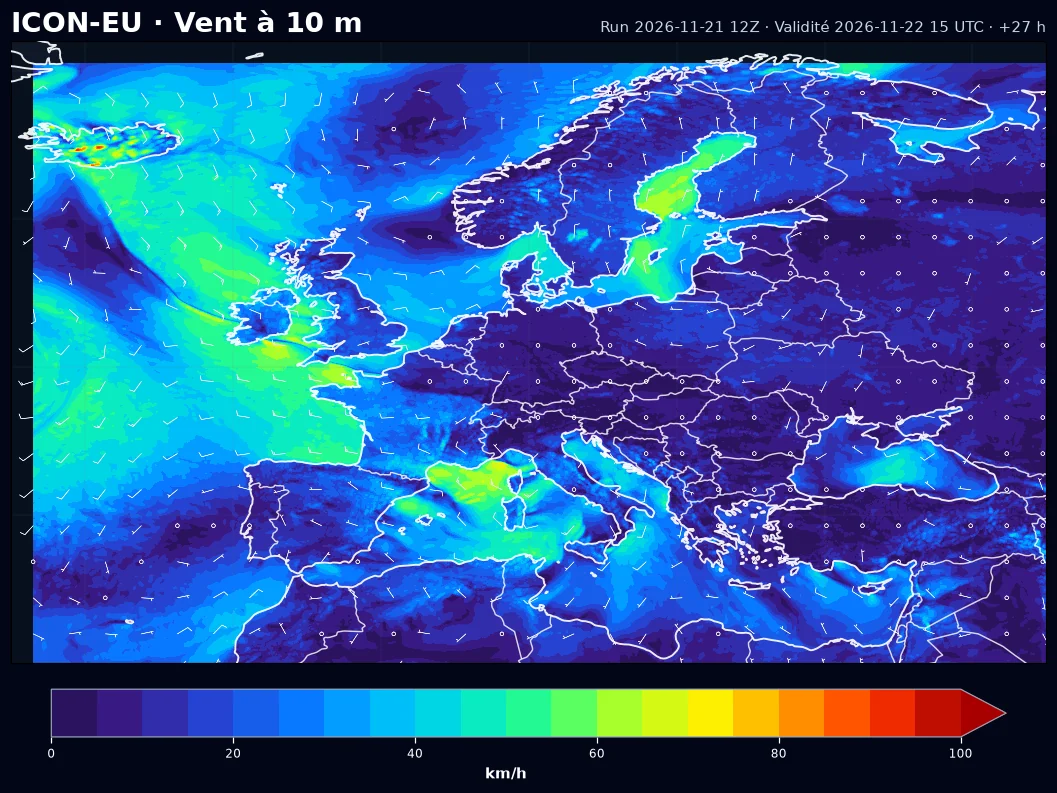 ICON-EU · Vent à 10 m
Run 2026-11-21 12Z · Validité 2026-11-22 15 UTC · +27 h
0 20 40 60 80 100
km/h